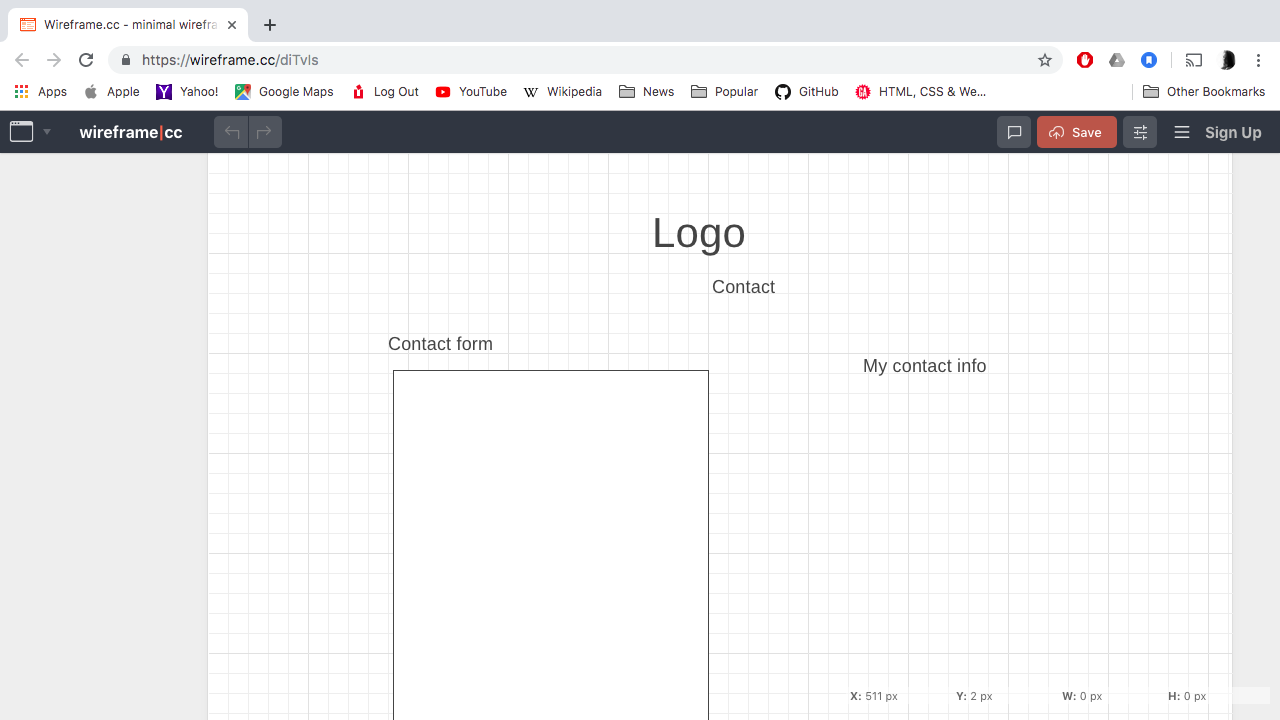 Wireframe.cc - minimal wirefra
https://wireframe.cc/diTvIs
Apps Apple Yahoo! Google Maps Log Out YouTube Wikipedia News Popular GitHub HTML, CSS & We... Other Bookmarks
wireframe|cc Save Sign Up
Logo
Contact
Contact form
My contact info
X: 511 px Y: 2 px W: 0 px H: 0 px